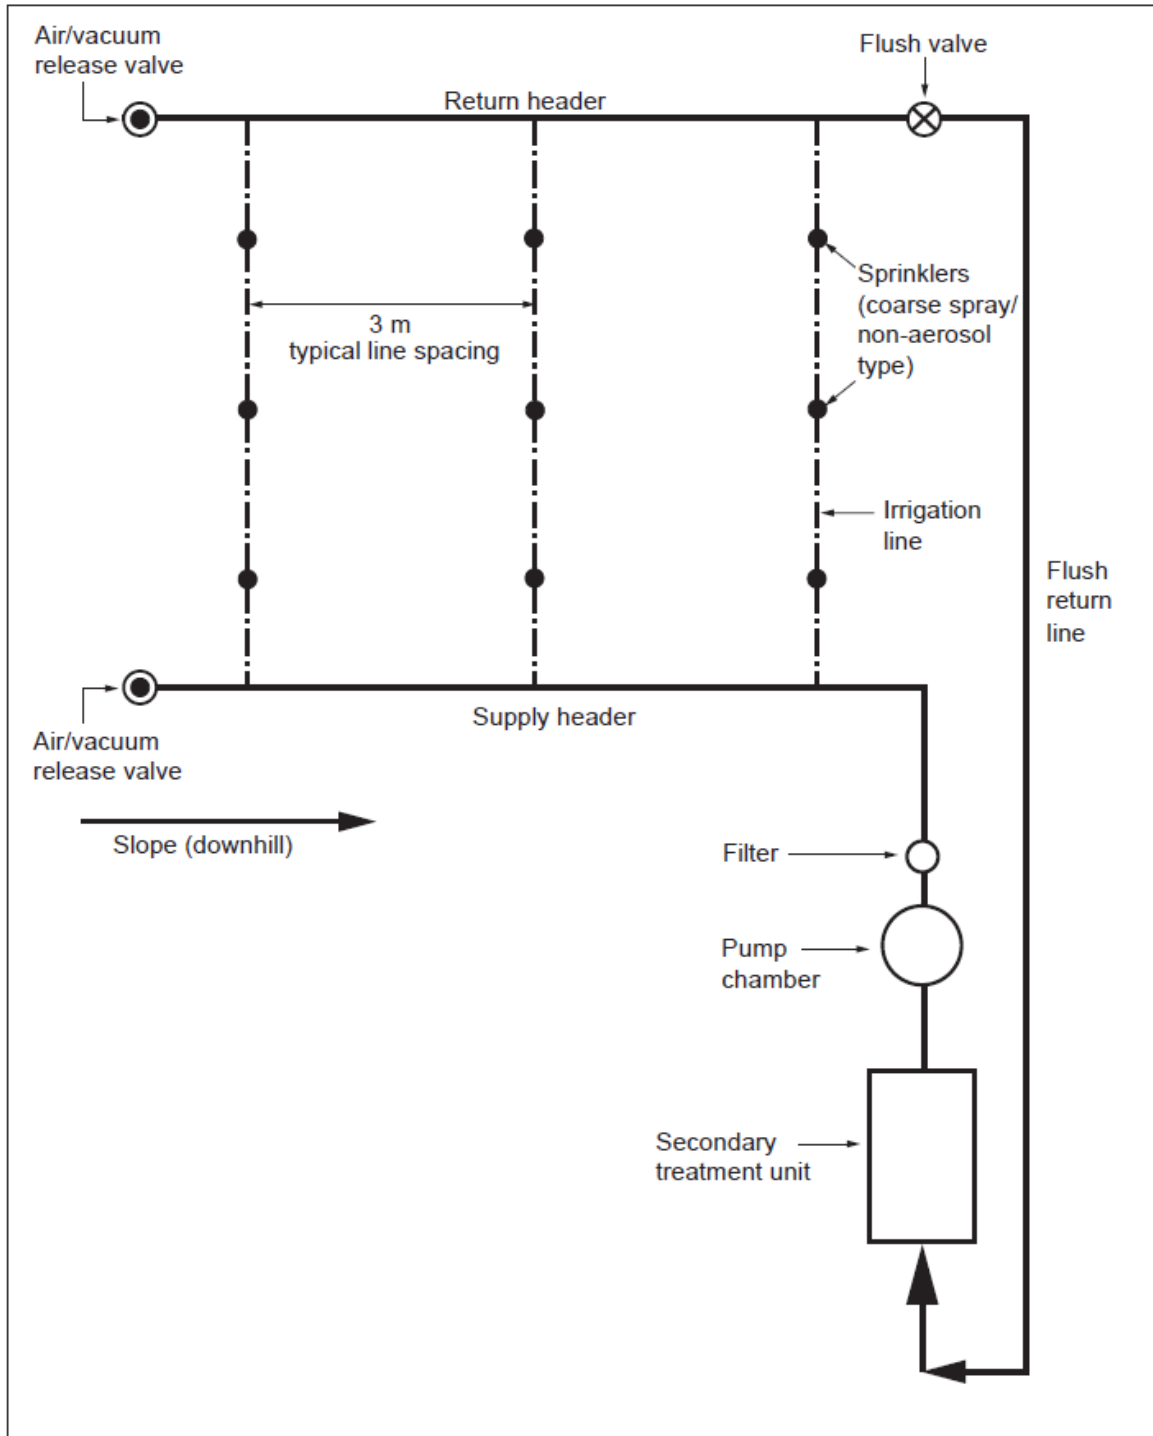 Air/vacuum
release valve
Flush valve
Return header
Sprinklers
(coarse spray/
non-aerosol
type)
3 m
typical line spacing
Irrigation
line
Flush
return
line
Supply header
Air/vacuum
release valve
Slope (downhill)
Filter
Pump
chamber
Secondary
treatment unit